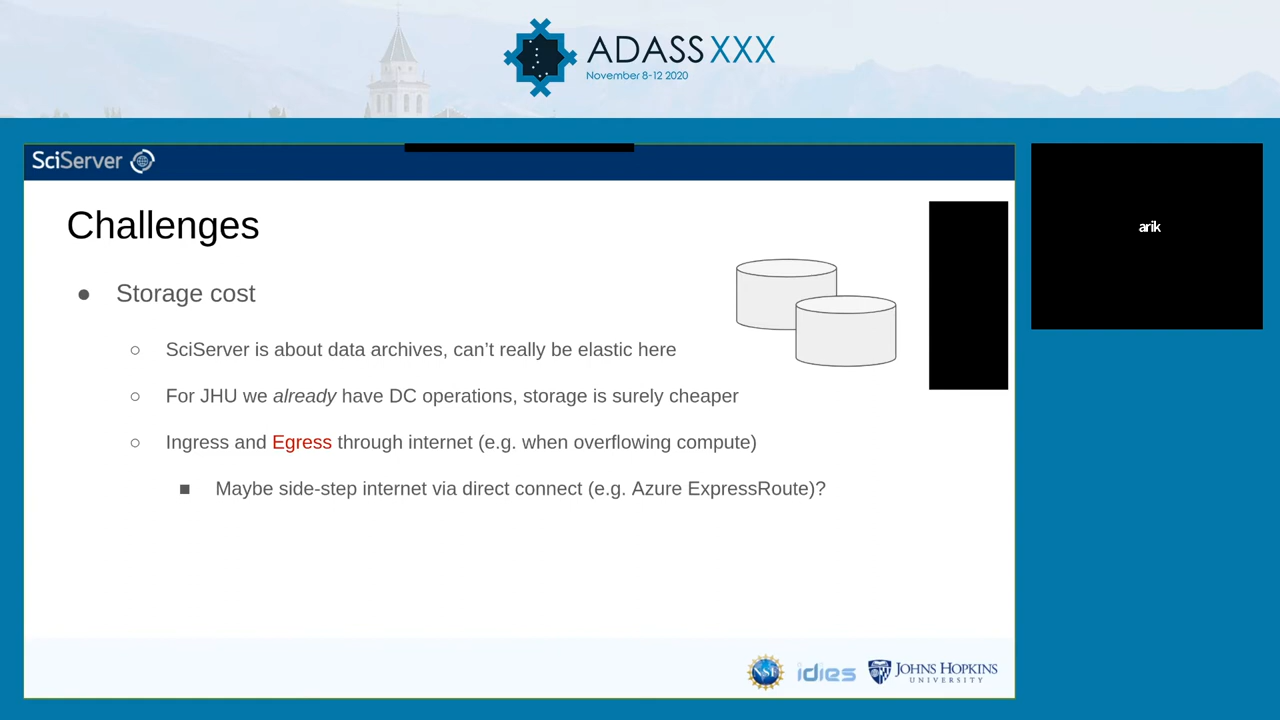 ADASS XXX
November 8-12 2020
SciServer
arik
Challenges
● Storage cost
○ SciServer is about data archives, can’t really be elastic here
○ For JHU we already have DC operations, storage is surely cheaper
○ Ingress and Egress through internet (e.g. when overflowing compute)
■ Maybe side-step internet via direct connect (e.g. Azure ExpressRoute)?
NSF
idies
JOHNS HOPKINS
UNIVERSITY